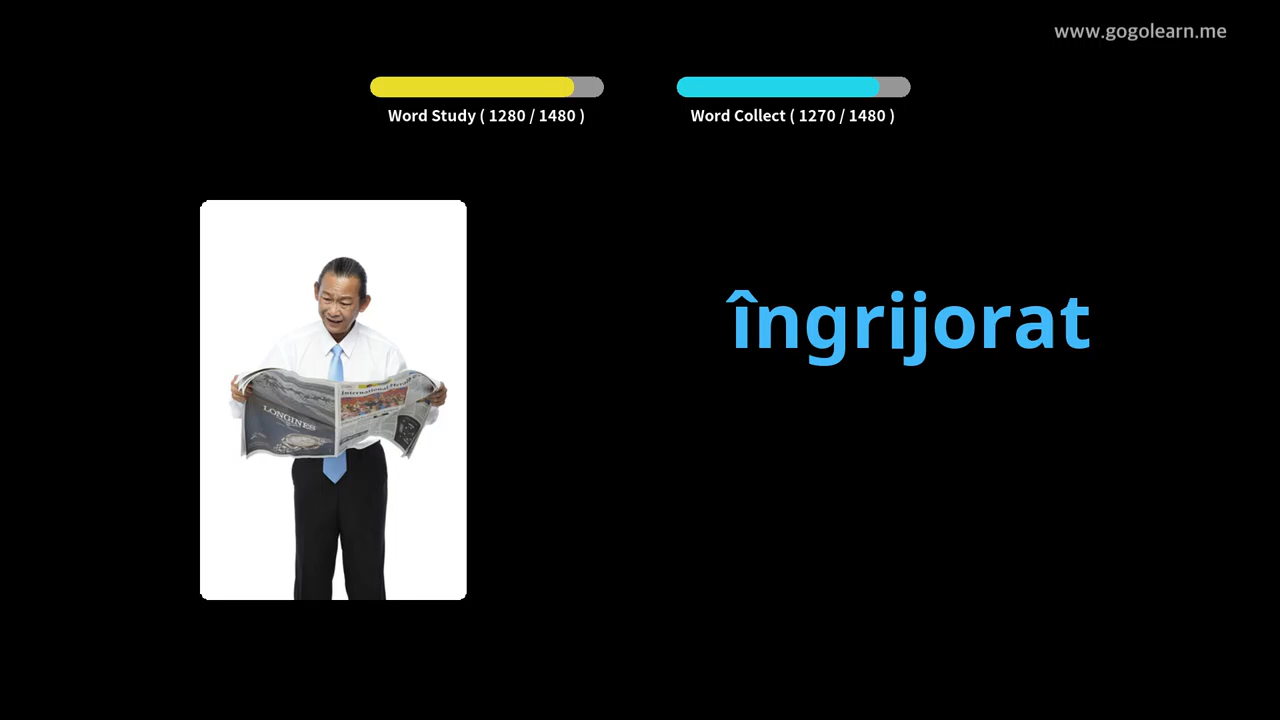 www.gogolearn.me
Word Study ( 1280 / 1480 )
Word Collect ( 1270 / 1480 )
îngrijorat
International Herald
LONGINES